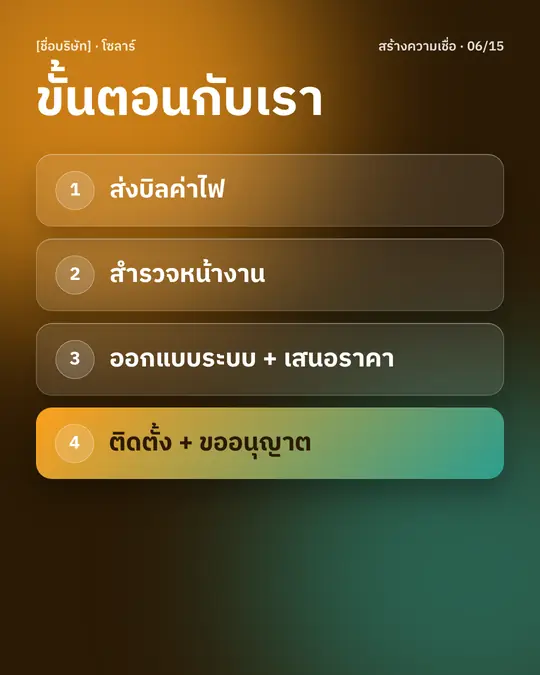 [ชื่อบริษัท] · โซลาร์
สร้างความเชื่อ · 06/15
ขั้นตอนกับเรา
1 ส่งบิลค่าไฟ
2 สำรวจหน้างาน
3 ออกแบบระบบ + เสนอราคา
4 ติดตั้ง + ขออนุญาต